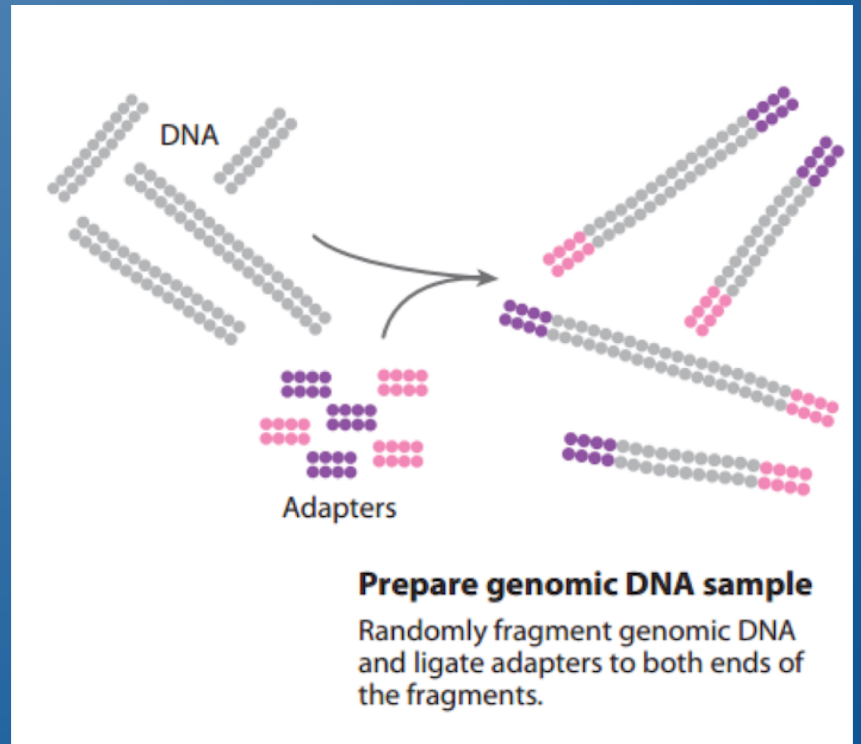 DNA
Adapters
Prepare genomic DNA sample
Randomly fragment genomic DNA
and ligate adapters to both ends of
the fragments.